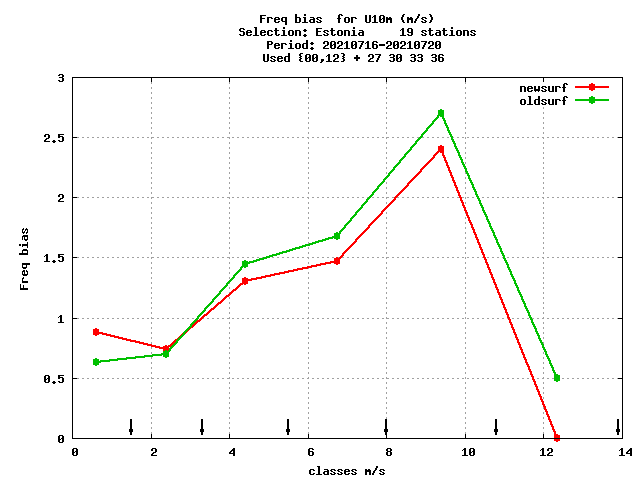 Freq bias  for U10m (m/s)
Selection: Estonia     19 stations
Period: 20210716-20210720
Used {00,12} + 27 30 33 36
newsurf
oldsurf
3
2.5
2
1.5
1
0.5
0
Freq bias
0 2 4 6 8 10 12 14
classes m/s